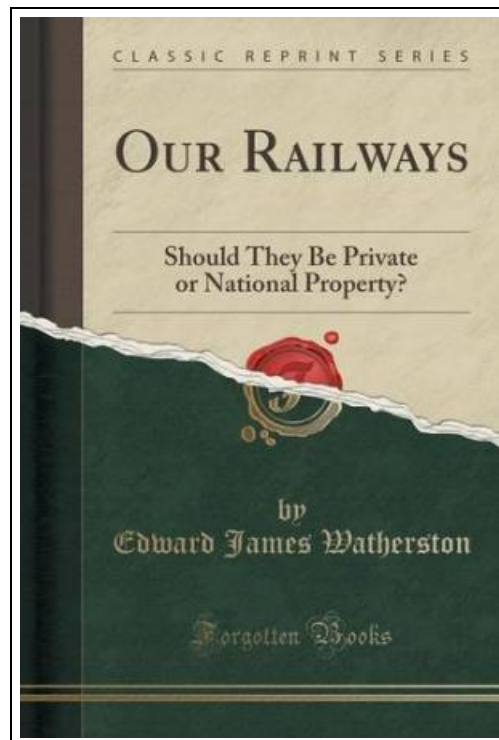 CLASSIC REPRINT SERIES
OUR RAILWAYS
Should They Be Private
or National Property?
by
Edward James Watherston
Forgotten Books